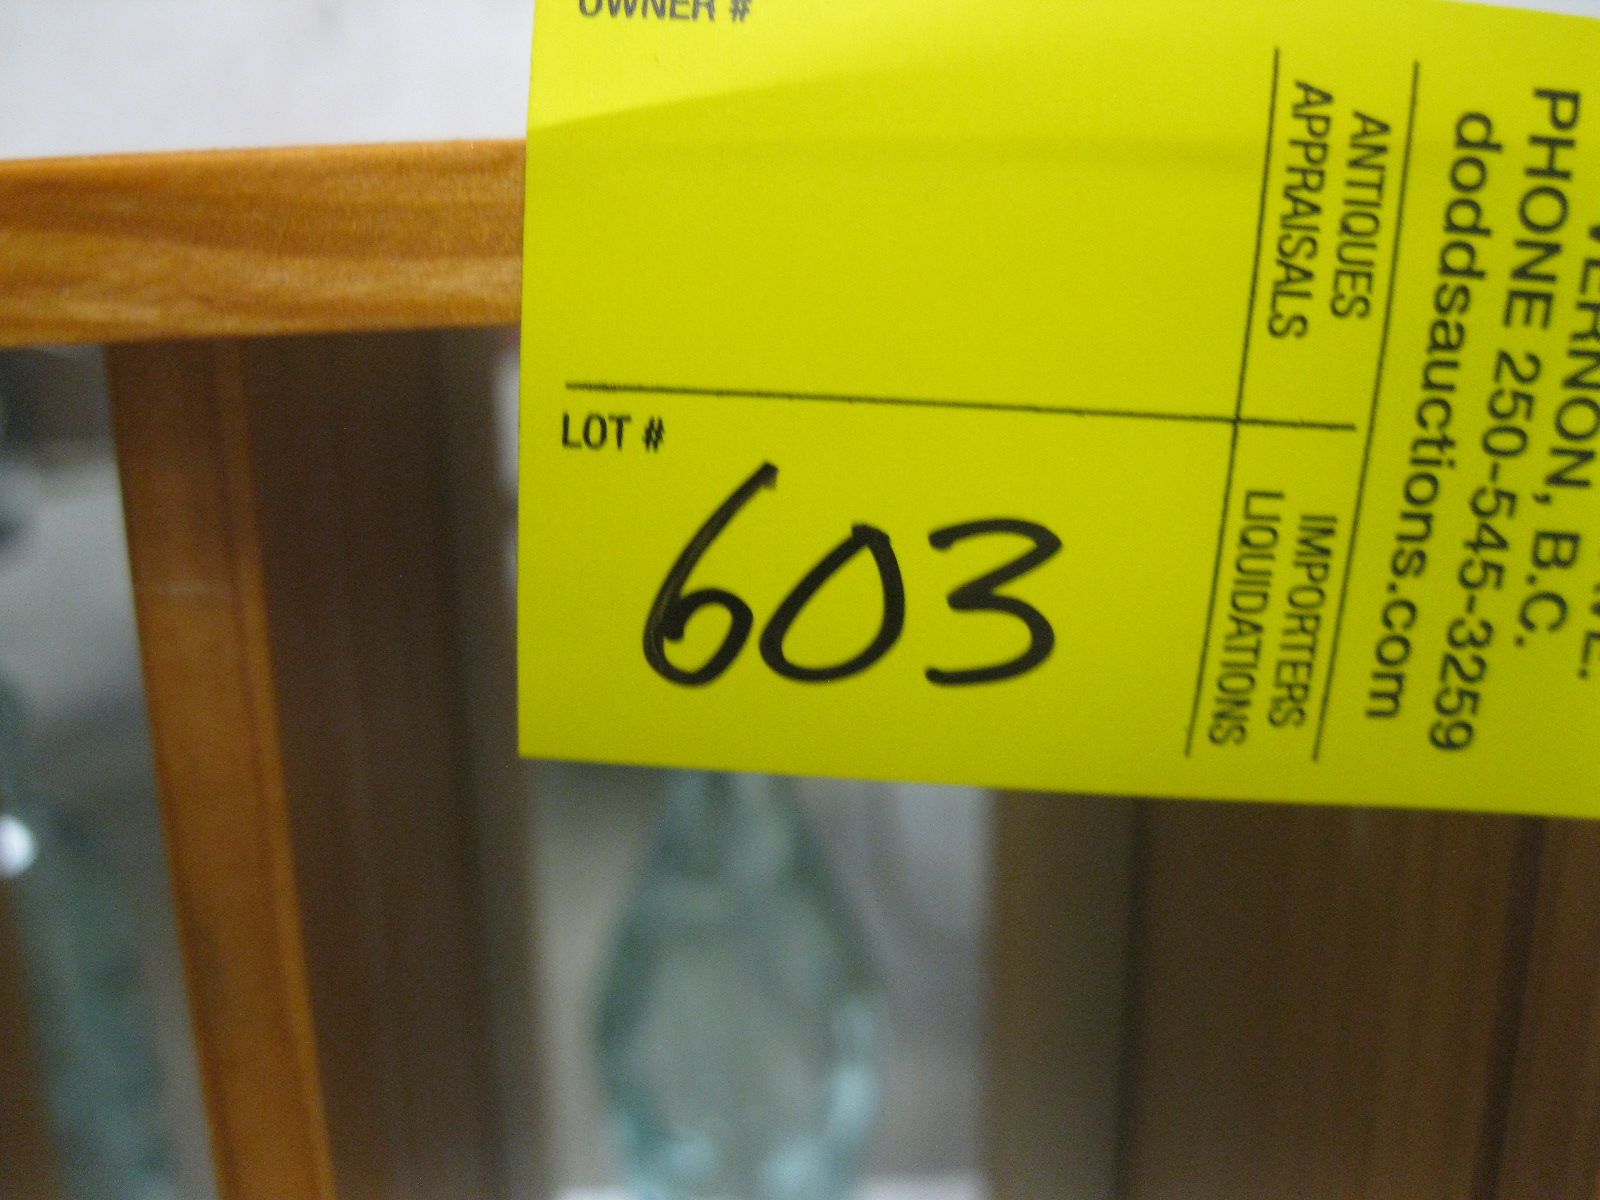 OWNER #
LOT #
603
ANTIQUES
APPRAISALS
IMPORTERS
LIQUIDATIONS
VERNON, B.C.
PHONE 250-545-3259
doddsauctions.com